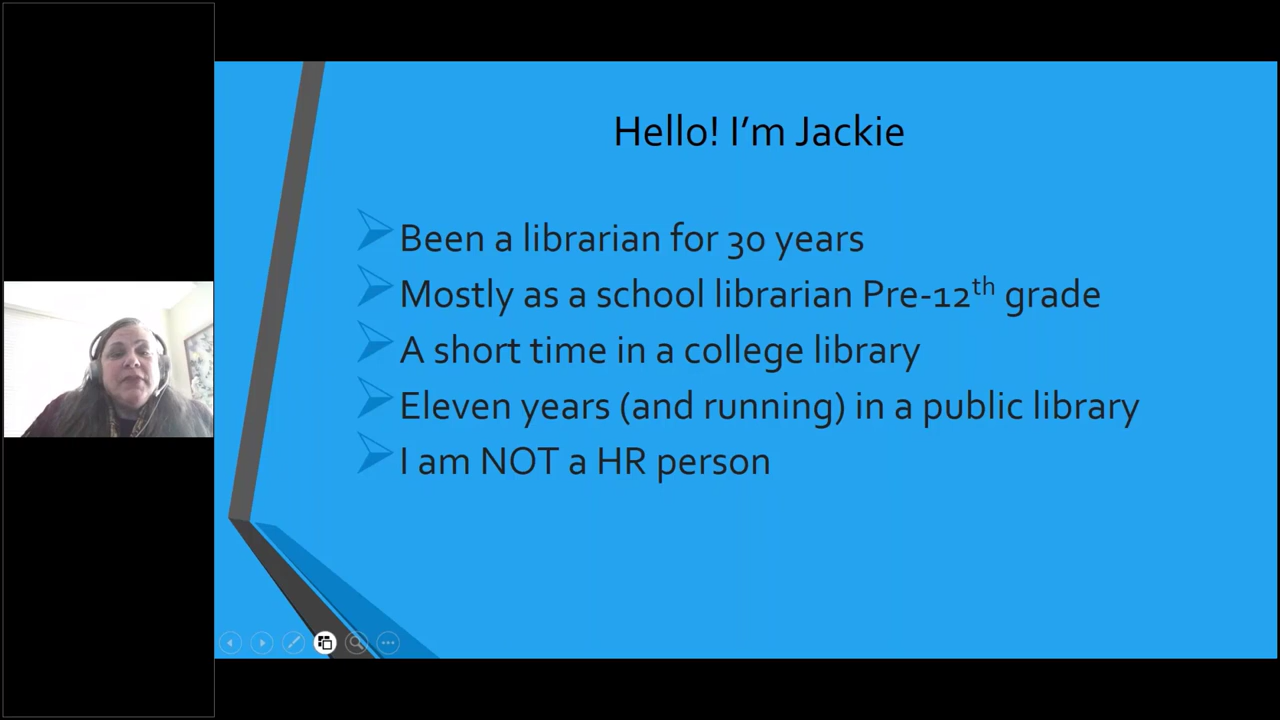 Hello! I'm Jackie
Been a librarian for 30 years
Mostly as a school librarian Pre-12th grade
A short time in a college library
Eleven years (and running) in a public library
I am NOT a HR person